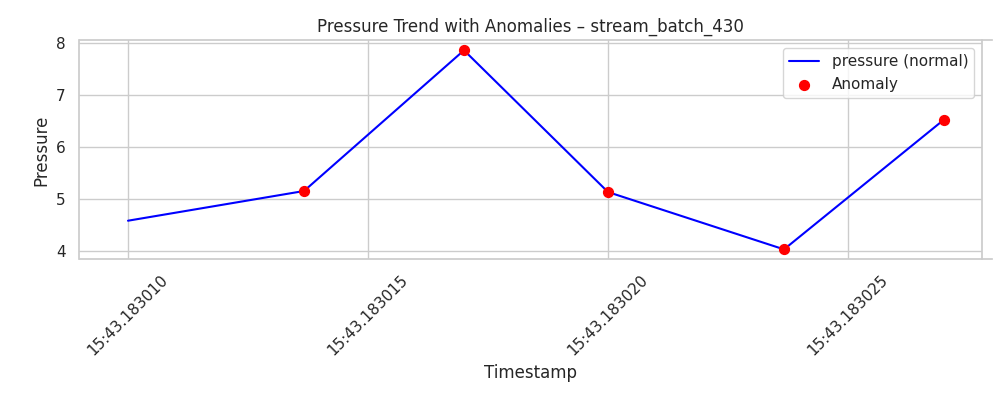 Pressure Trend with Anomalies – stream_batch_430
pressure (normal)
Anomaly
Pressure
8
7
6
5
4
15:43.183010
15:43.183015
15:43.183020
15:43.183025
Timestamp